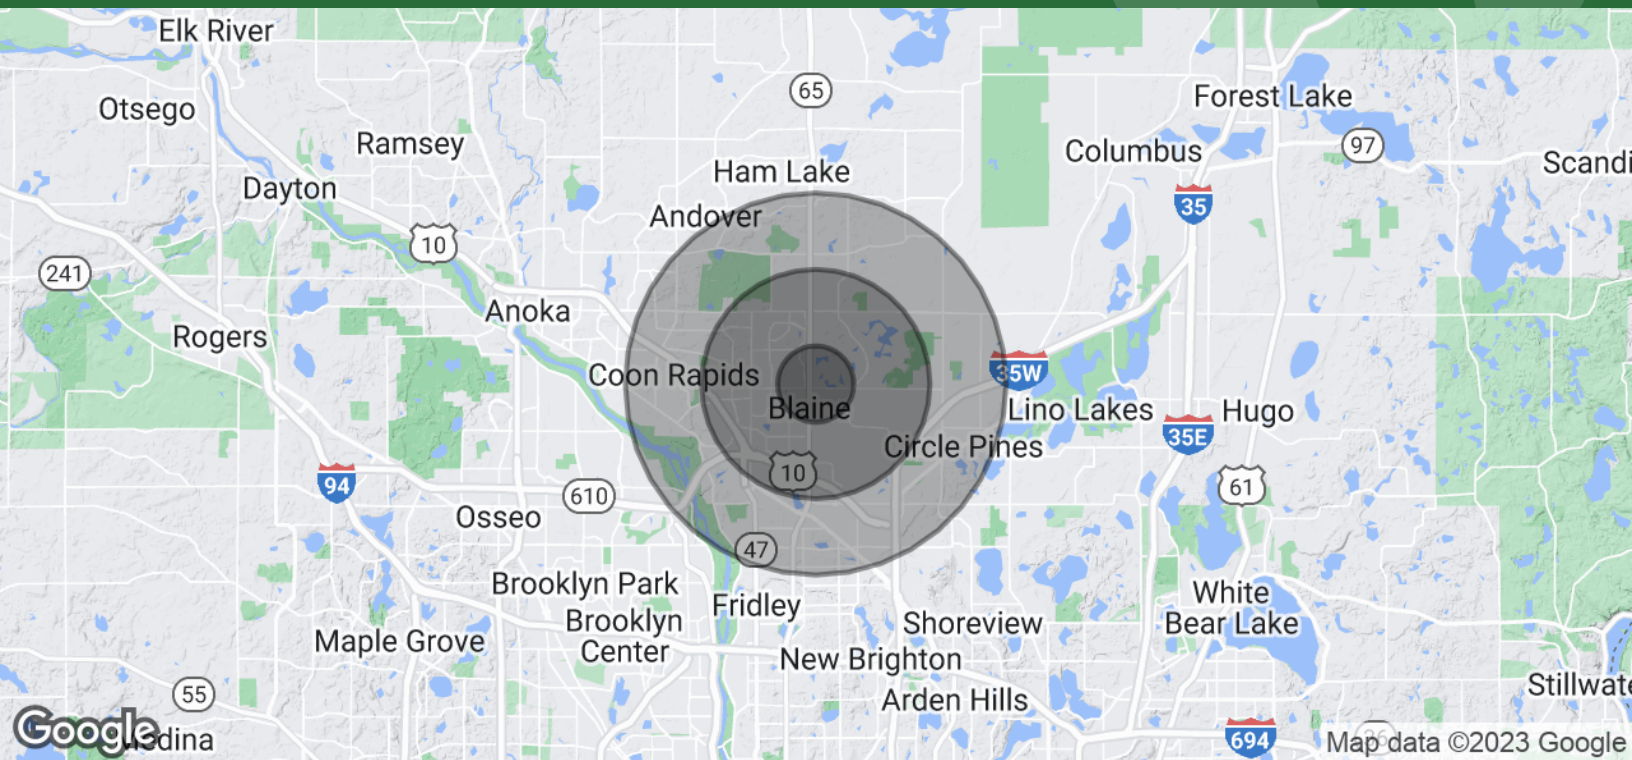 Elk River
Otsego
65
Forest Lake
Ramsey
Columbus
97
Scandi
Ham Lake
Dayton
35
Andover
10
241
Anoka
Rogers
Coon Rapids
35W
Blaine
Lino Lakes
Hugo
Circle Pines
35E
10
94
61
610
Osseo
47
Brooklyn Park
Fridley
White
Bear Lake
Brooklyn
Center
Shoreview
Maple Grove
New Brighton
55
Arden Hills
Stillwate
Google
edina
694
Map data ©2023 Google